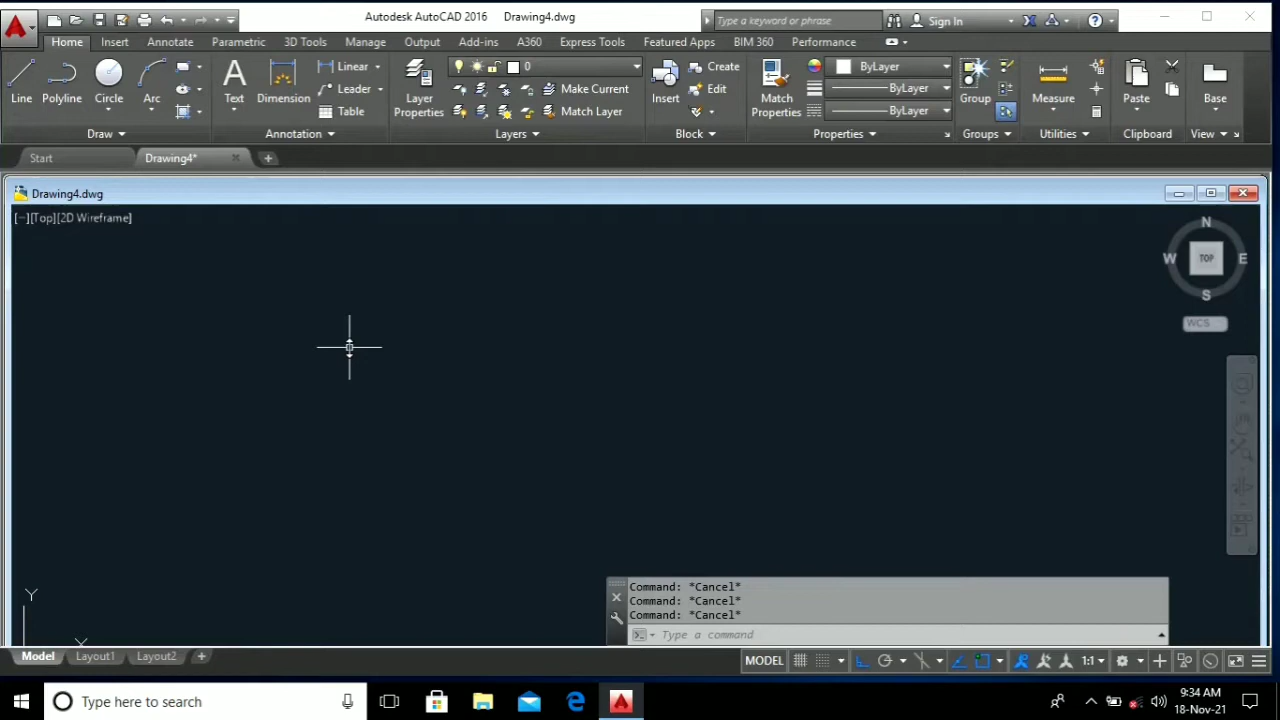 Autodesk AutoCAD 2016 Drawing4.dwg
Type a keyword or phrase
Sign In
Home Insert Annotate Parametric 3D Tools Manage Output Add-ins A360 Express Tools Featured Apps BIM 360 Performance
Line Polyline Circle Arc
Draw
Text Dimension Linear
Leader
Table
Annotation
Layer Properties
0
Make Current
Match Layer
Layers
Insert
Create
Edit
Block
Match Properties
ByLayer
ByLayer
ByLayer
Properties
Group
Groups
Measure
Utilities
Paste
Clipboard
Base
View
Start Drawing4*
Drawing4.dwg
[−][Top][2D Wireframe]
N
W TOP E
S
WCS
Y
X
Command: *Cancel*
Command: *Cancel*
Command: *Cancel*
Type a command
Model Layout1 Layout2
MODEL 1:1
Type here to search
9:34 AM
18-Nov-21